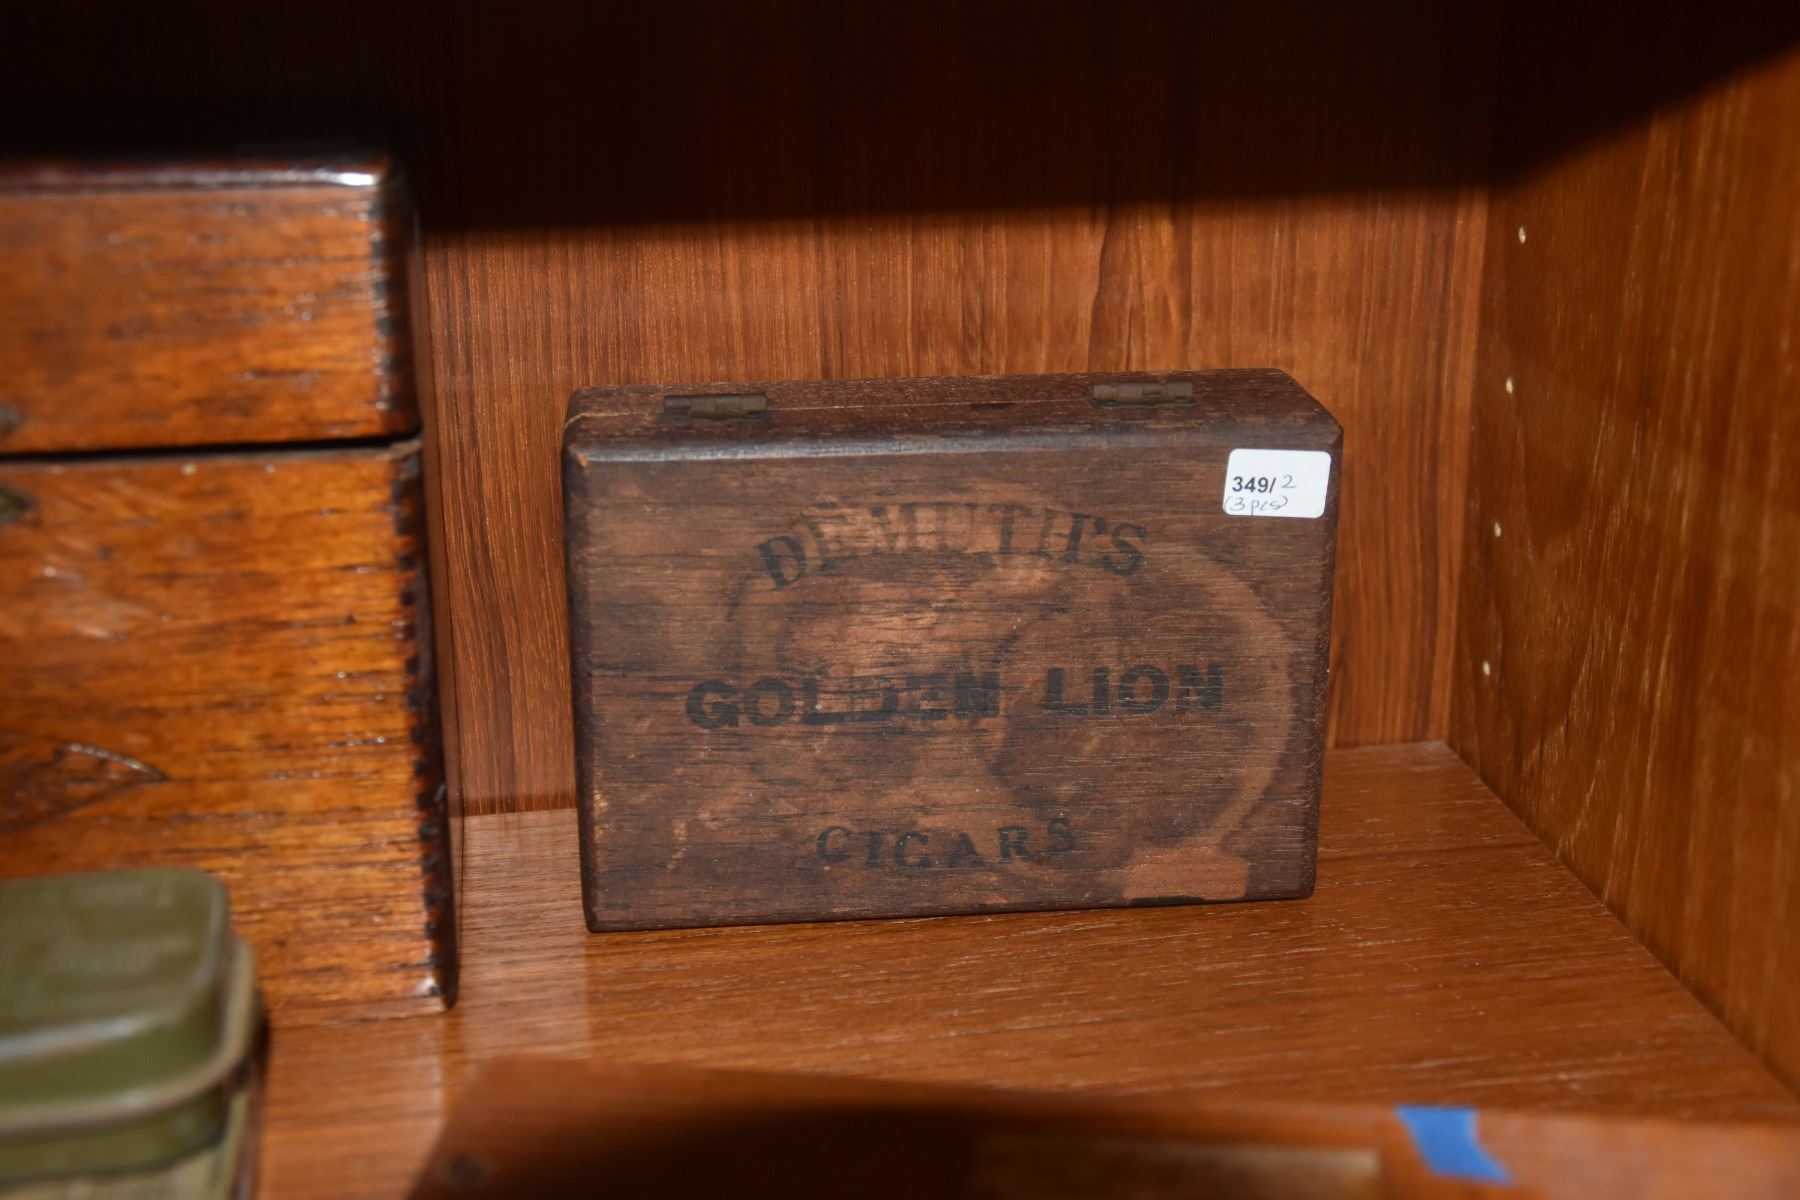 349/2
(3 pcs)
DEMUTH'S
GOLDEN LION
CIGARS